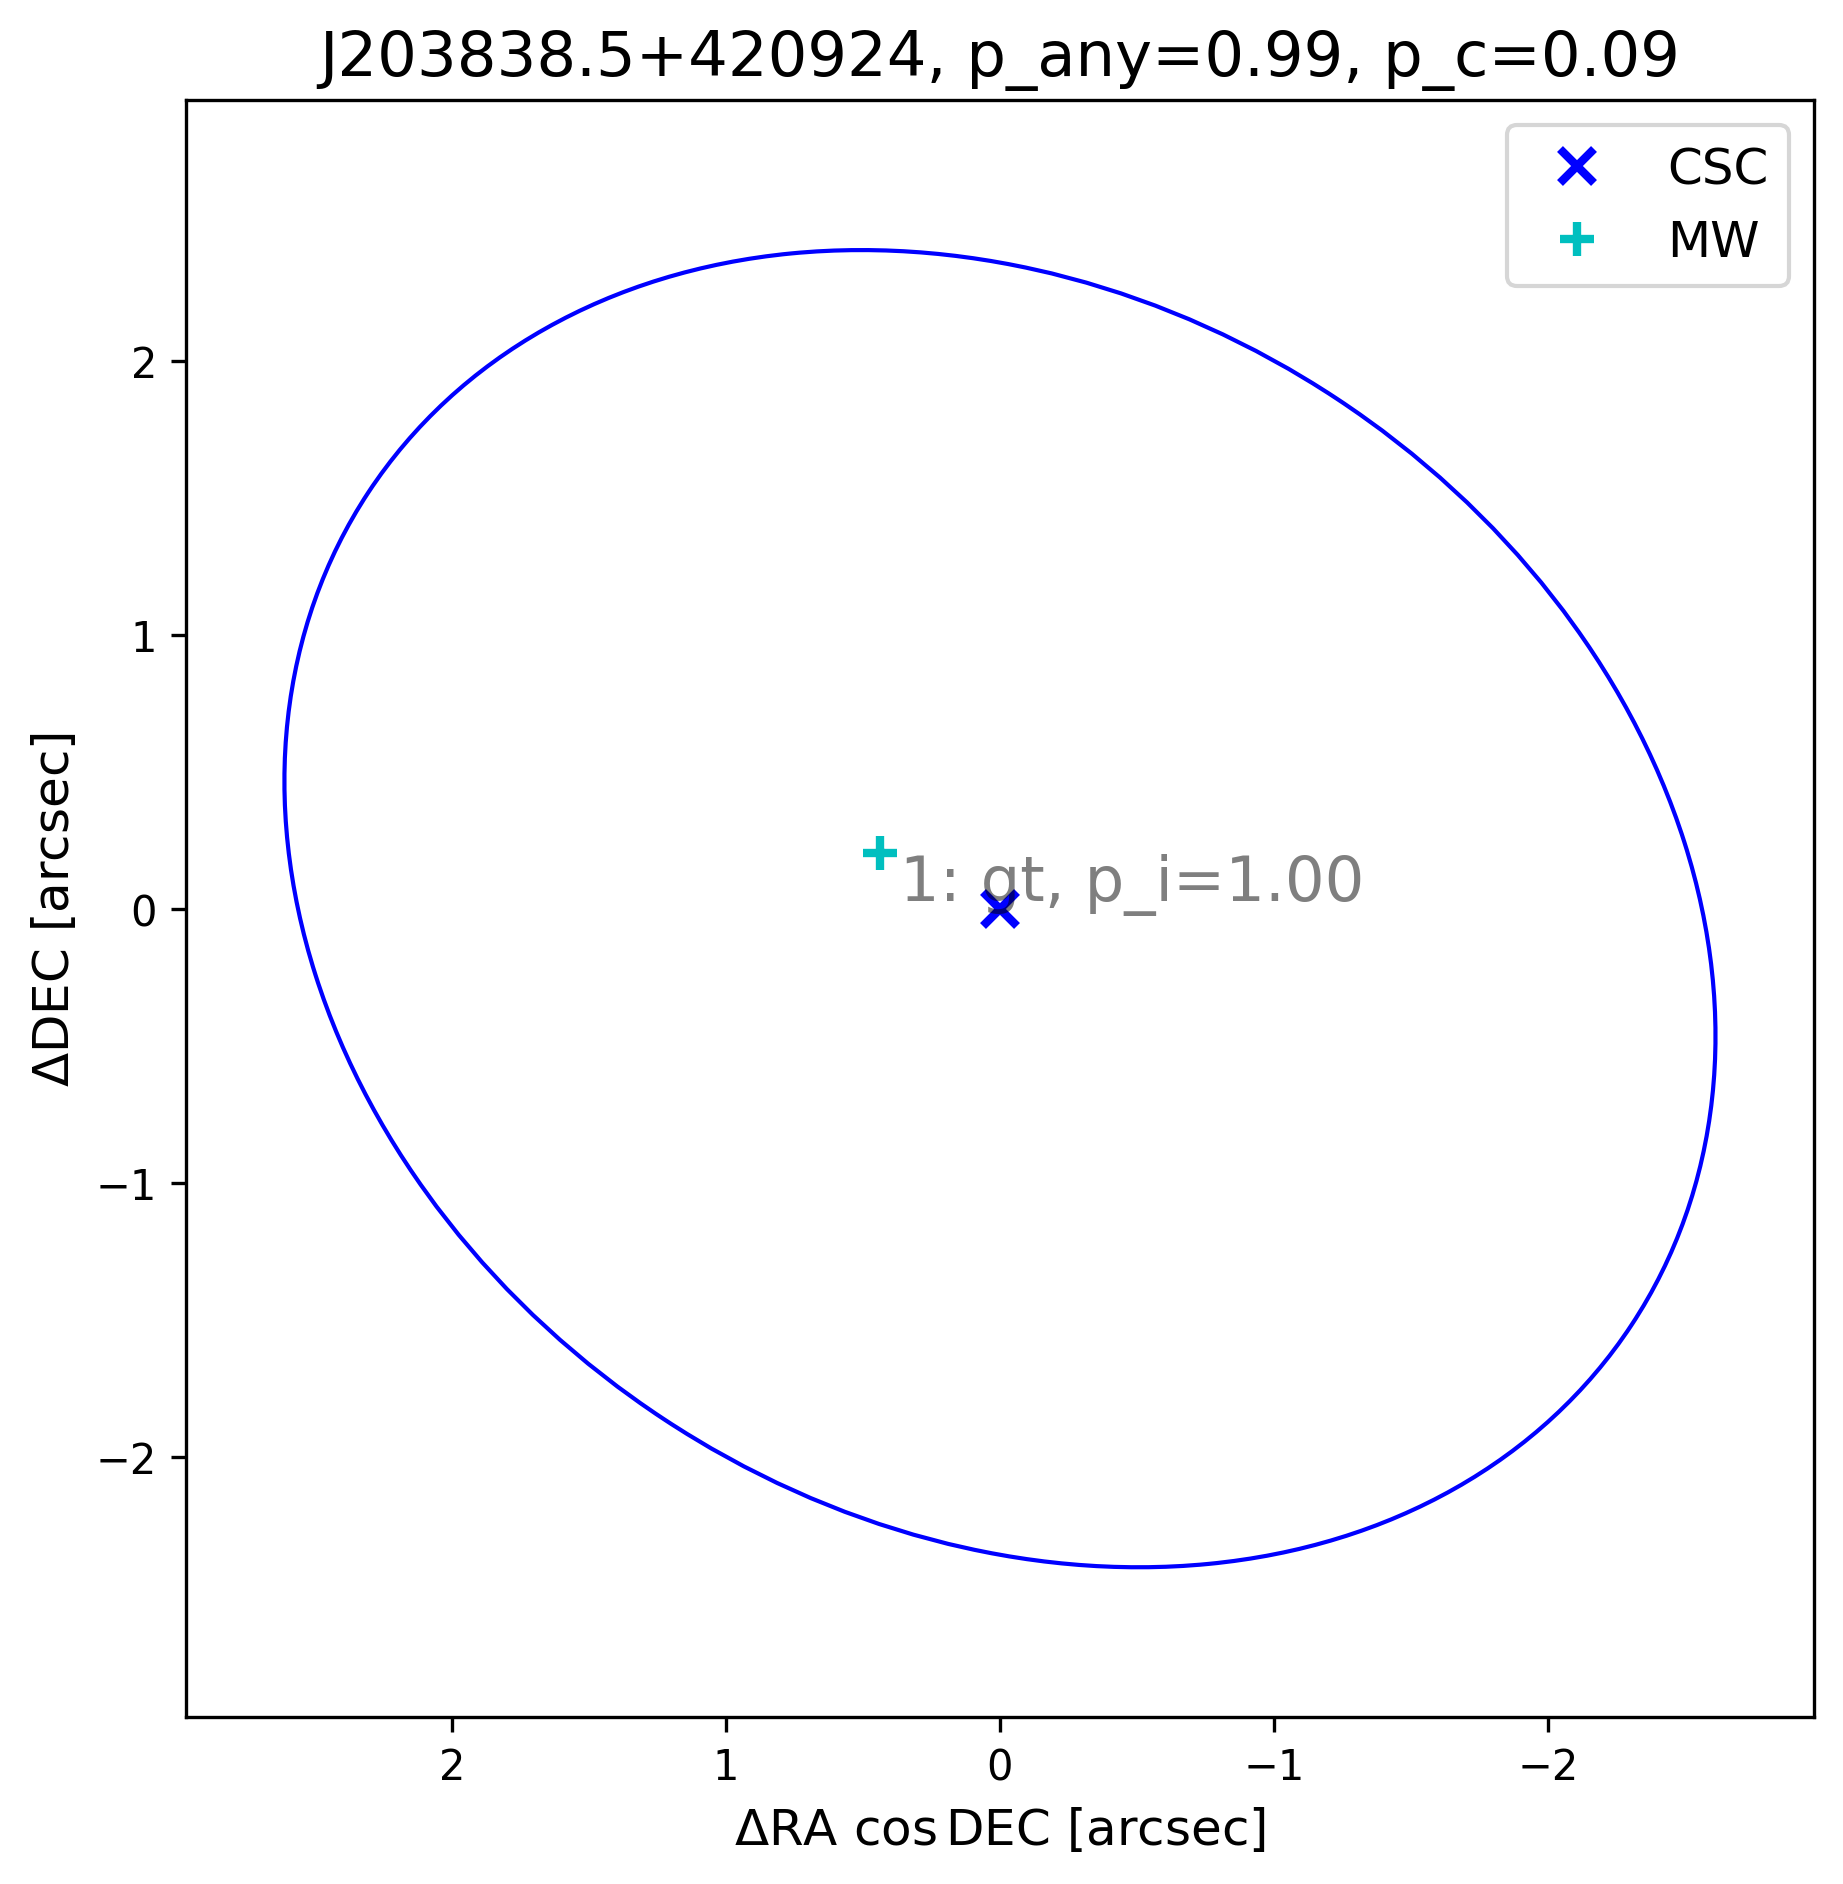 J203838.5+420924, p_any=0.99, p_c=0.09
CSC
MW
2
1
0
−1
−2
ΔDEC [arcsec]
1: gt, p_i=1.00
2
1
0
−1
−2
ΔRA cos DEC [arcsec]